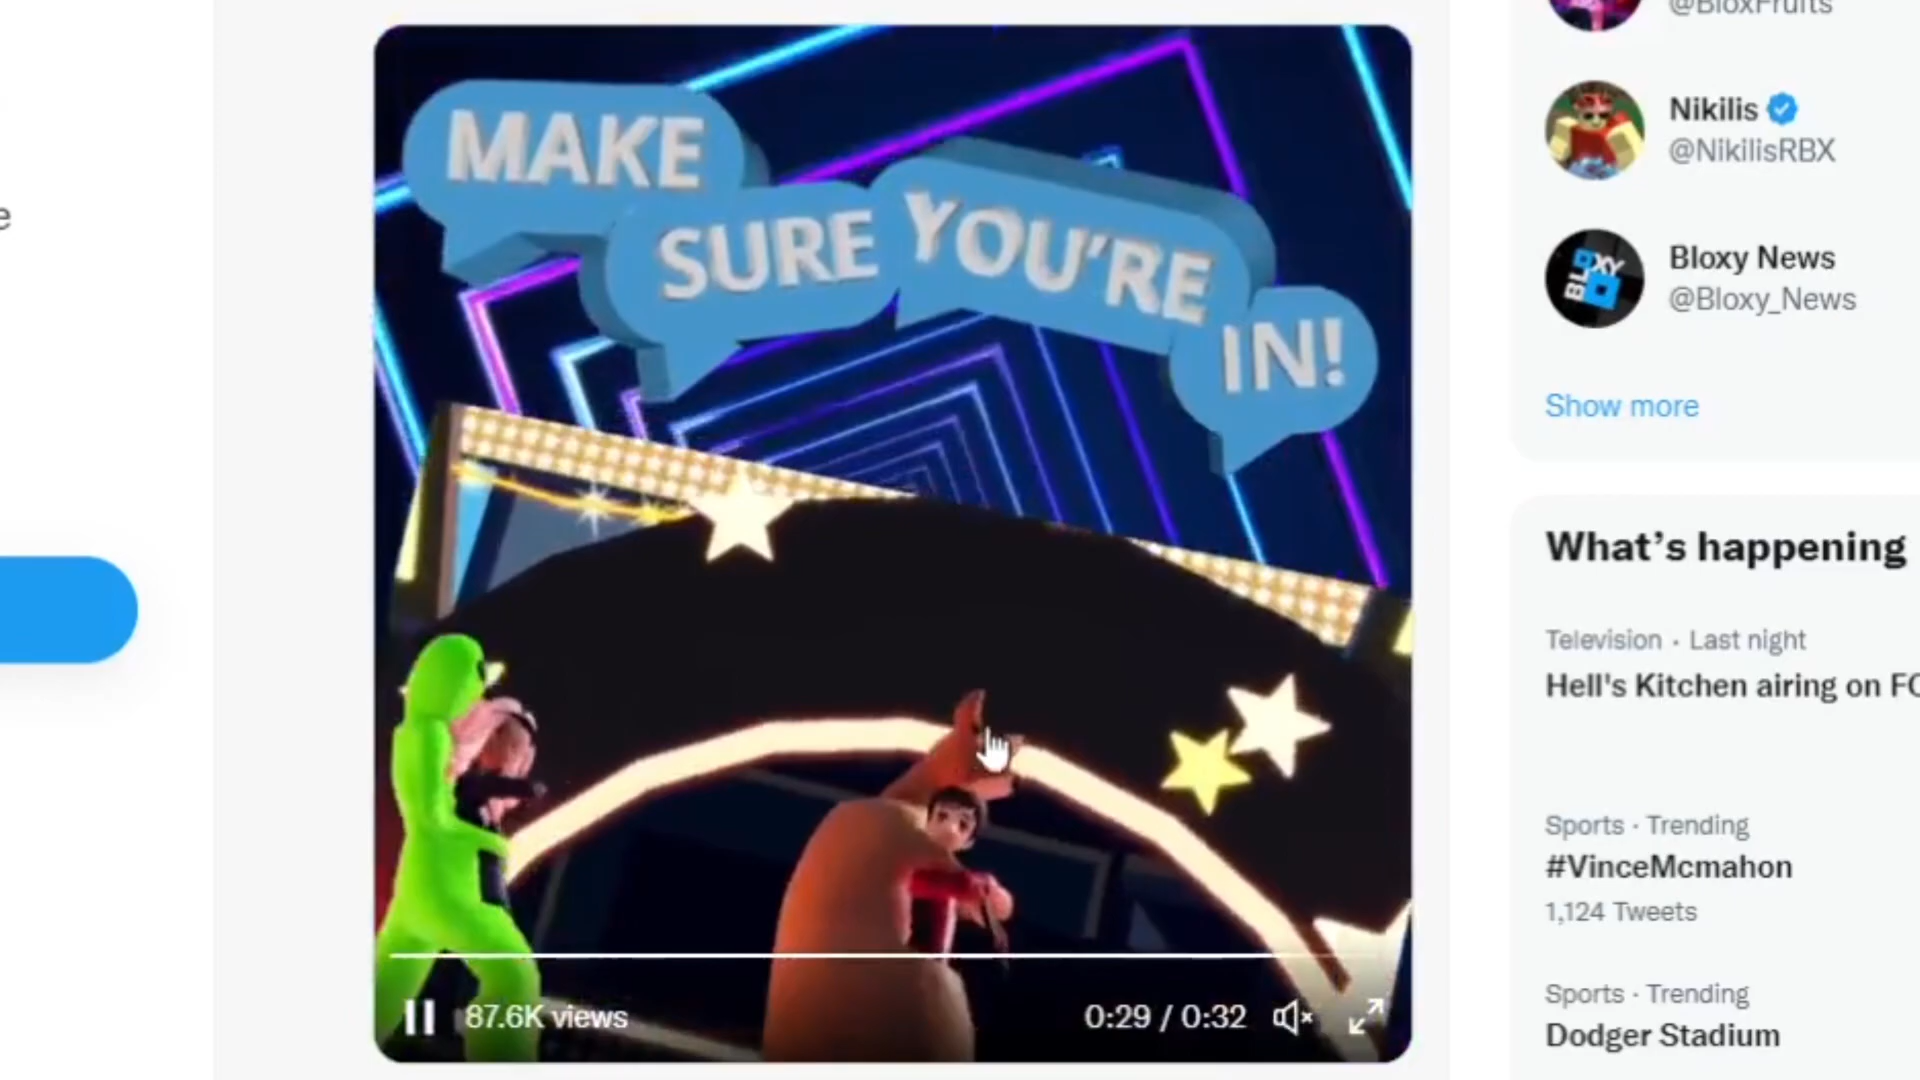 MAKE
SURE YOU'RE
IN!
87.6K views
0:29 / 0:32
e
@BloxFruits
Nikilis
@NikilisRBX
BLOXY
Bloxy News
@Bloxy_News
Show more
What's happening
Television · Last night
Hell's Kitchen airing on FO
Sports · Trending
#VinceMcmahon
1,124 Tweets
Sports · Trending
Dodger Stadium